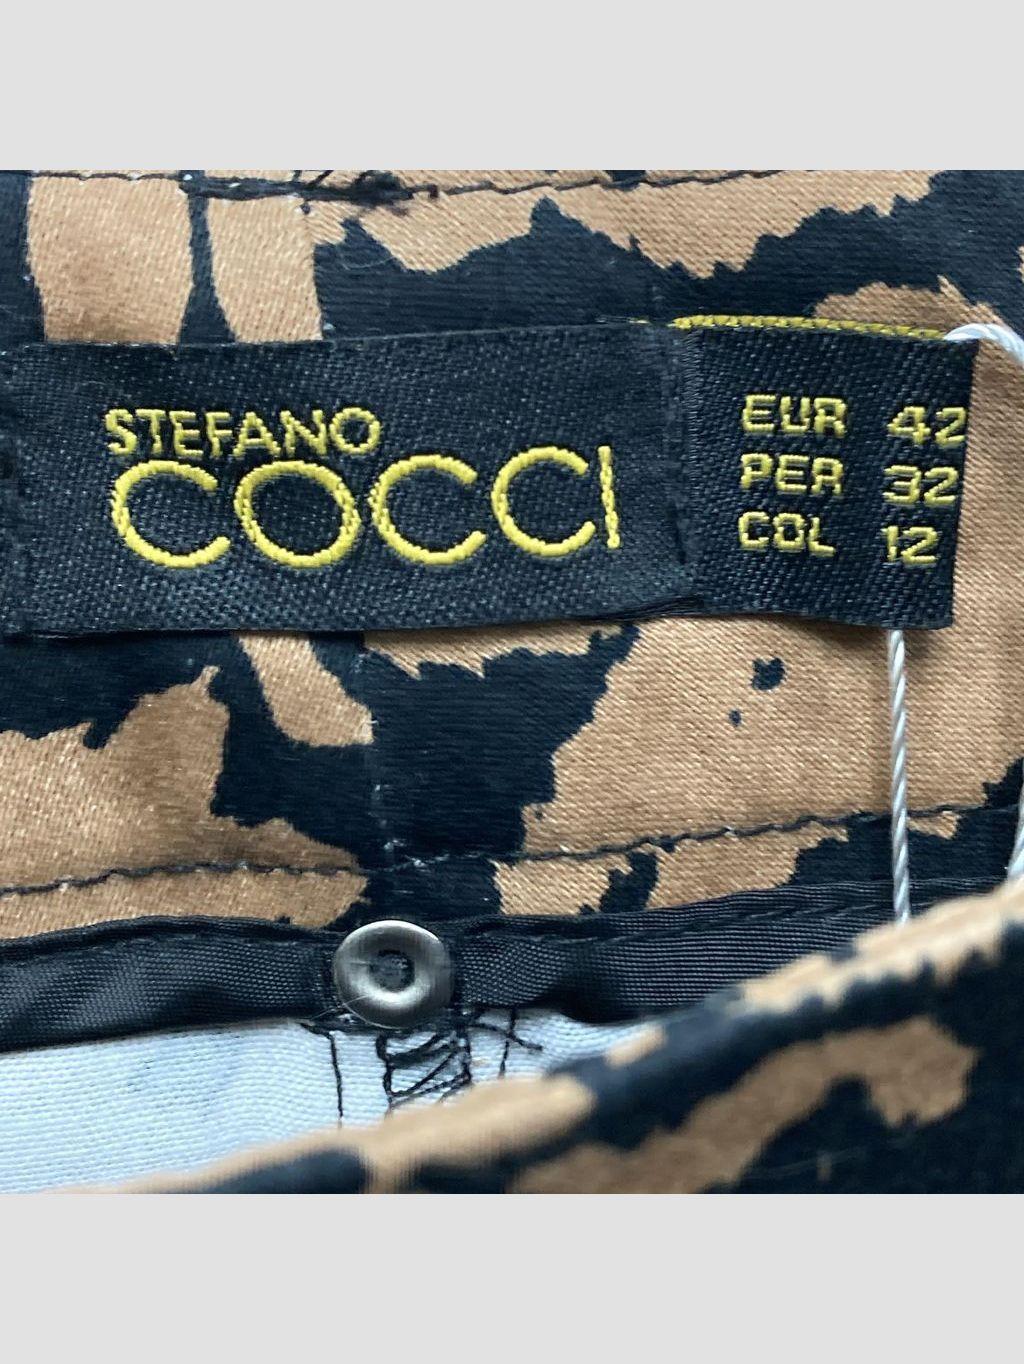 STEFANO
COCCI
EUR 42
PER 32
COL 12